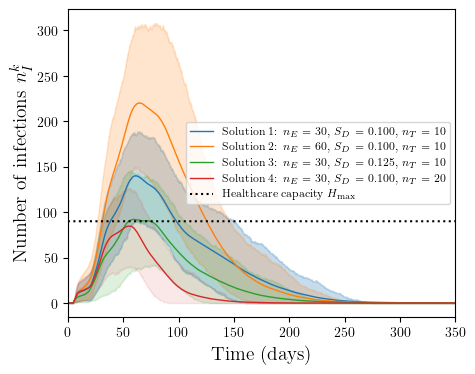 Number of infections $n_I^k$
300
250
200
150
100
50
0
Solution 1: $n_E$ = 30, $S_D$ = 0.100, $n_T$ = 10
Solution 2: $n_E$ = 60, $S_D$ = 0.100, $n_T$ = 10
Solution 3: $n_E$ = 30, $S_D$ = 0.125, $n_T$ = 10
Solution 4: $n_E$ = 30, $S_D$ = 0.100, $n_T$ = 20
Healthcare capacity $H_{\max}$
0 50 100 150 200 250 300 350
Time (days)